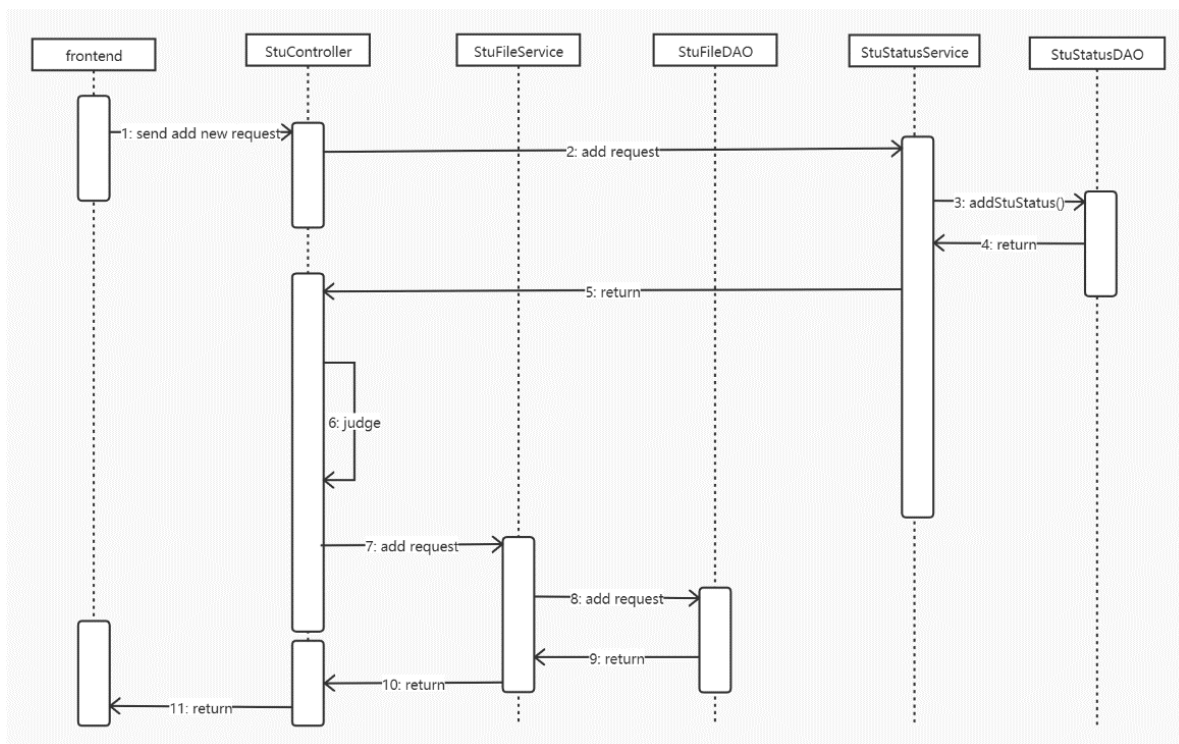 frontend
StuController
StuFileService
StuFileDAO
StuStatusService
StuStatusDAO
1: send add new request
2: add request
3: addStuStatus()
4: return
5: return
6: judge
7: add request
8: add request
9: return
10: return
11: return